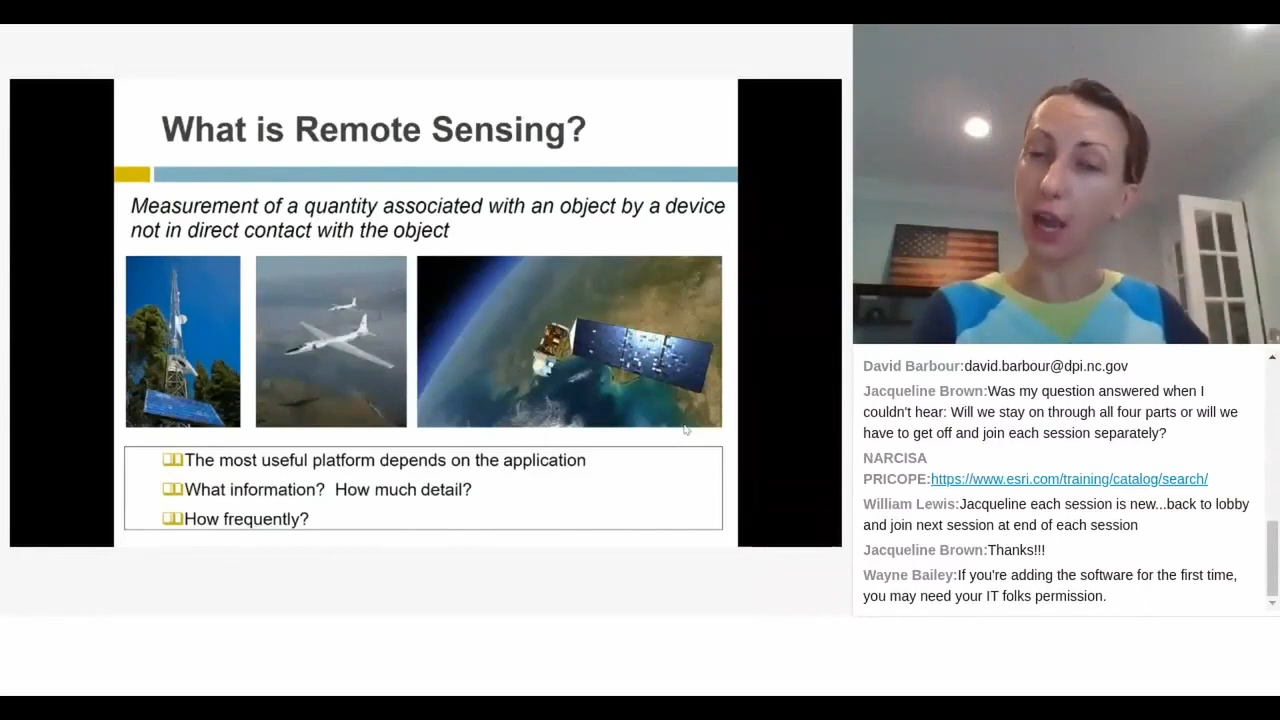 What is Remote Sensing?
Measurement of a quantity associated with an object by a device
not in direct contact with the object
The most useful platform depends on the application
What information? How much detail?
How frequently?
David Barbour:david.barbour@dpi.nc.gov
Jacqueline Brown:Was my question answered when I
couldn't hear: Will we stay on through all four parts or will we
have to get off and join each session separately?
NARCISA
PRICOPE:https://www.esri.com/training/catalog/search/
William Lewis:Jacqueline each session is new...back to lobby
and join next session at end of each session
Jacqueline Brown:Thanks!!!
Wayne Bailey:If you're adding the software for the first time,
you may need your IT folks permission.